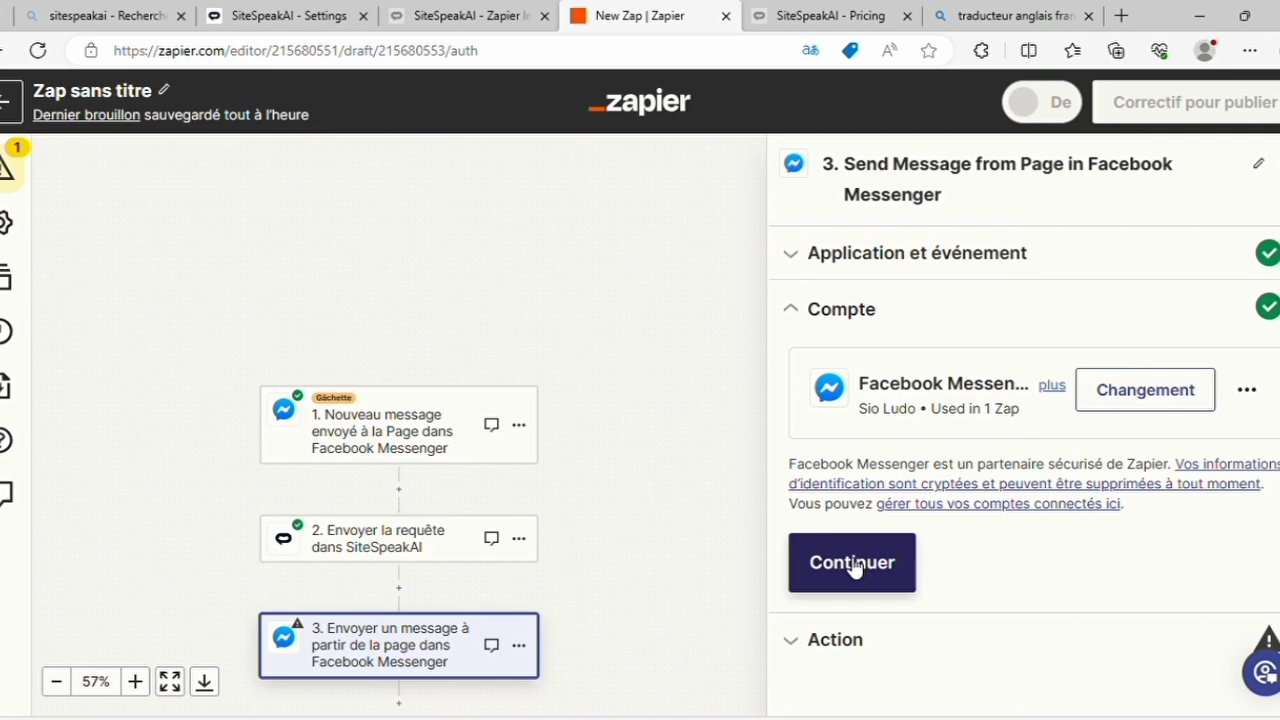 sitespeakai - Recherch
SiteSpeakAI - Settings
SiteSpeakAI - Zapier In
New Zap | Zapier
SiteSpeakAI - Pricing
traducteur anglais fran
https://zapier.com/editor/215680551/draft/215680553/auth
Zap sans titre
Dernier brouillon sauvegardé tout à l'heure
_zapier
De
Correctif pour publier
1
3. Send Message from Page in Facebook
Messenger
Application et événement
Compte
Facebook Messen... plus
Sio Ludo • Used in 1 Zap
Changement
Facebook Messenger est un partenaire sécurisé de Zapier. Vos informations
d'identification sont cryptées et peuvent être supprimées à tout moment.
Vous pouvez gérer tous vos comptes connectés ici.
Continuer
Action
Gâchette
1. Nouveau message
envoyé à la Page dans
Facebook Messenger
2. Envoyer la requête
dans SiteSpeakAI
3. Envoyer un message à
partir de la page dans
Facebook Messenger
57%